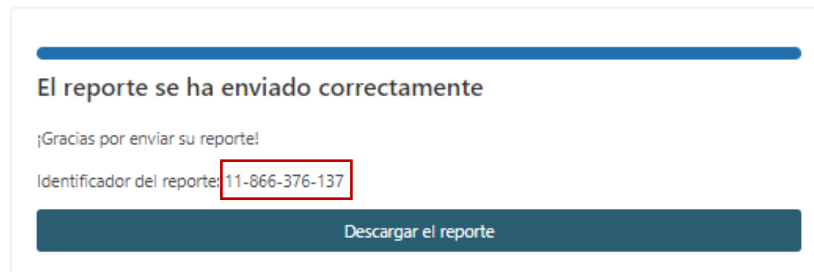 El reporte se ha enviado correctamente
¡Gracias por enviar su reporte!
Identificador del reporte: 11-866-376-137
Descargar el reporte